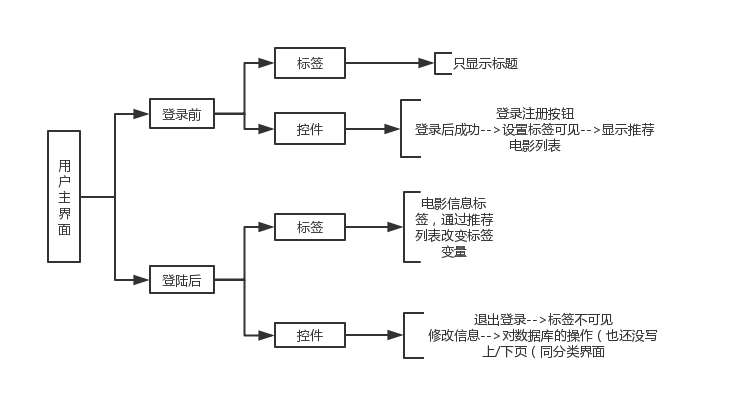 用户主界面
登录前
标签
只显示标题
控件
登录注册按钮
登录后成功-->设置标签可见-->显示推荐
电影列表
登陆后
标签
电影信息标
签，通过推荐
列表改变标签
变量
控件
退出登录-->标签不可见
修改信息-->对数据库的操作（也还没写
上/下页（同分类界面